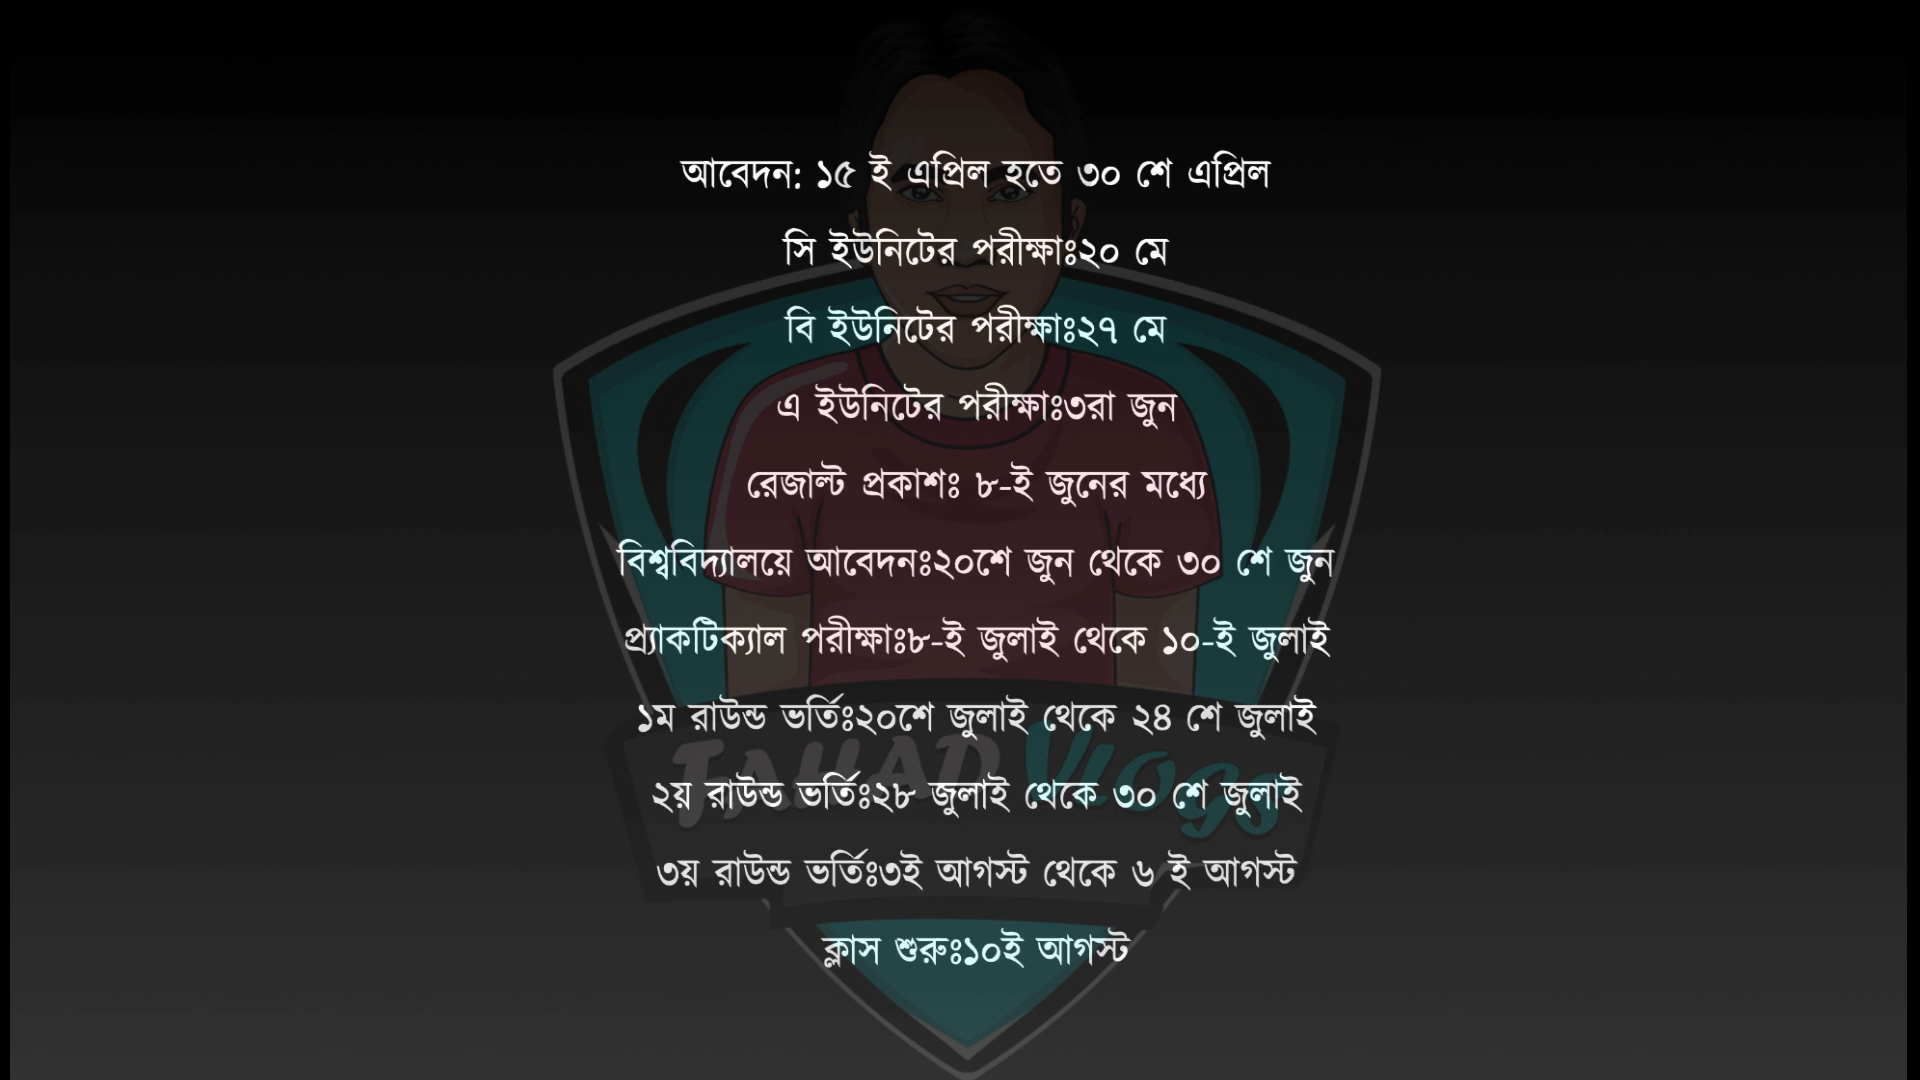 আবেদন: ১৫ ই এপ্রিল হতে ৩০ শে এপ্রিল
সি ইউনিটের পরীক্ষাঃ২০ মে
বি ইউনিটের পরীক্ষাঃ২৭ মে
এ ইউনিটের পরীক্ষাঃ৩রা জুন
রেজাল্ট প্রকাশঃ ৮-ই জুনের মধ্যে
বিশ্ববিদ্যালয়ে আবেদনঃ২০শে জুন থেকে ৩০ শে জুন
প্র্যাকটিক্যাল পরীক্ষাঃ৮-ই জুলাই থেকে ১০-ই জুলাই
১ম রাউন্ড ভর্তিঃ২০শে জুলাই থেকে ২৪ শে জুলাই
FAHAD Vlogs
২য় রাউন্ড ভর্তিঃ২৮ জুলাই থেকে ৩০ শে জুলাই
৩য় রাউন্ড ভর্তিঃ৩ই আগস্ট থেকে ৬ ই আগস্ট
ক্লাস শুরুঃ১০ই আগস্ট